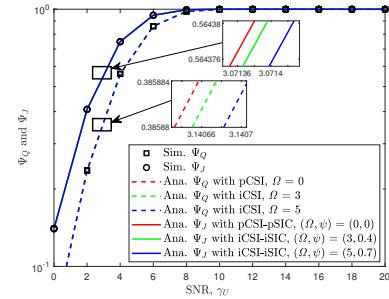 10^0
10^-1
Ψ_Q and Ψ_J
0.56438
0.564376
3.07136 3.0714
0.385884
0.38588
3.14066 3.1407
Sim. Ψ_Q
Sim. Ψ_J
Ana. Ψ_Q with pCSI, Ω = 0
Ana. Ψ_Q with iCSI, Ω = 3
Ana. Ψ_Q with iCSI, Ω = 5
Ana. Ψ_J with pCSI-pSIC, (Ω, ψ) = (0, 0)
Ana. Ψ_J with iCSI-iSIC, (Ω, ψ) = (3, 0.4)
Ana. Ψ_J with iCSI-iSIC, (Ω, ψ) = (5, 0.7)
0 2 4 6 8 10 12 14 16 18 20
SNR, γ_U